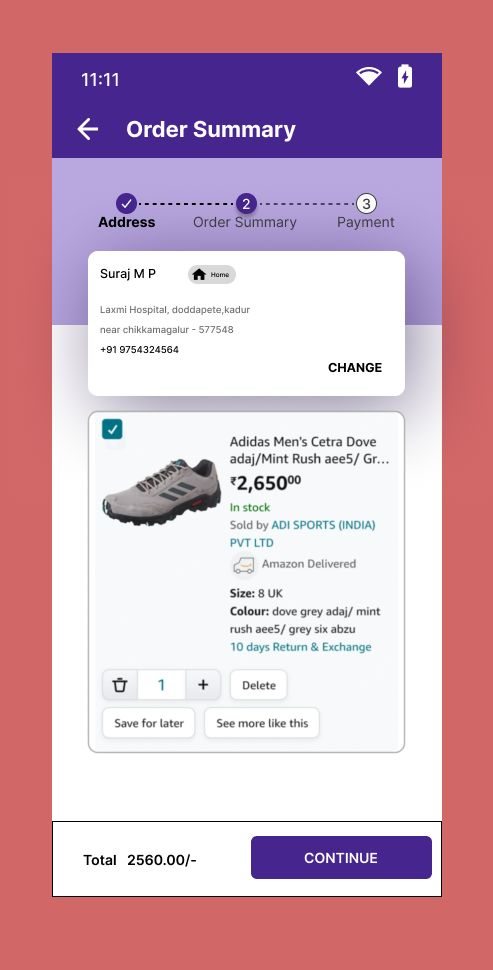 11:11
Order Summary
2 3
Address Order Summary Payment
Suraj M P Home
Laxmi Hospital, doddapete,kadur
near chikkamagalur - 577548
+91 9754324564
CHANGE
Adidas Men's Cetra Dove
adaj/Mint Rush aee5/ Gr...
₹2,65000
In stock
Sold by ADI SPORTS (INDIA)
PVT LTD
Amazon Delivered
Size: 8 UK
Colour: dove grey adaj/ mint
rush aee5/ grey six abzu
10 days Return & Exchange
1 + Delete
Save for later See more like this
Total 2560.00/- CONTINUE